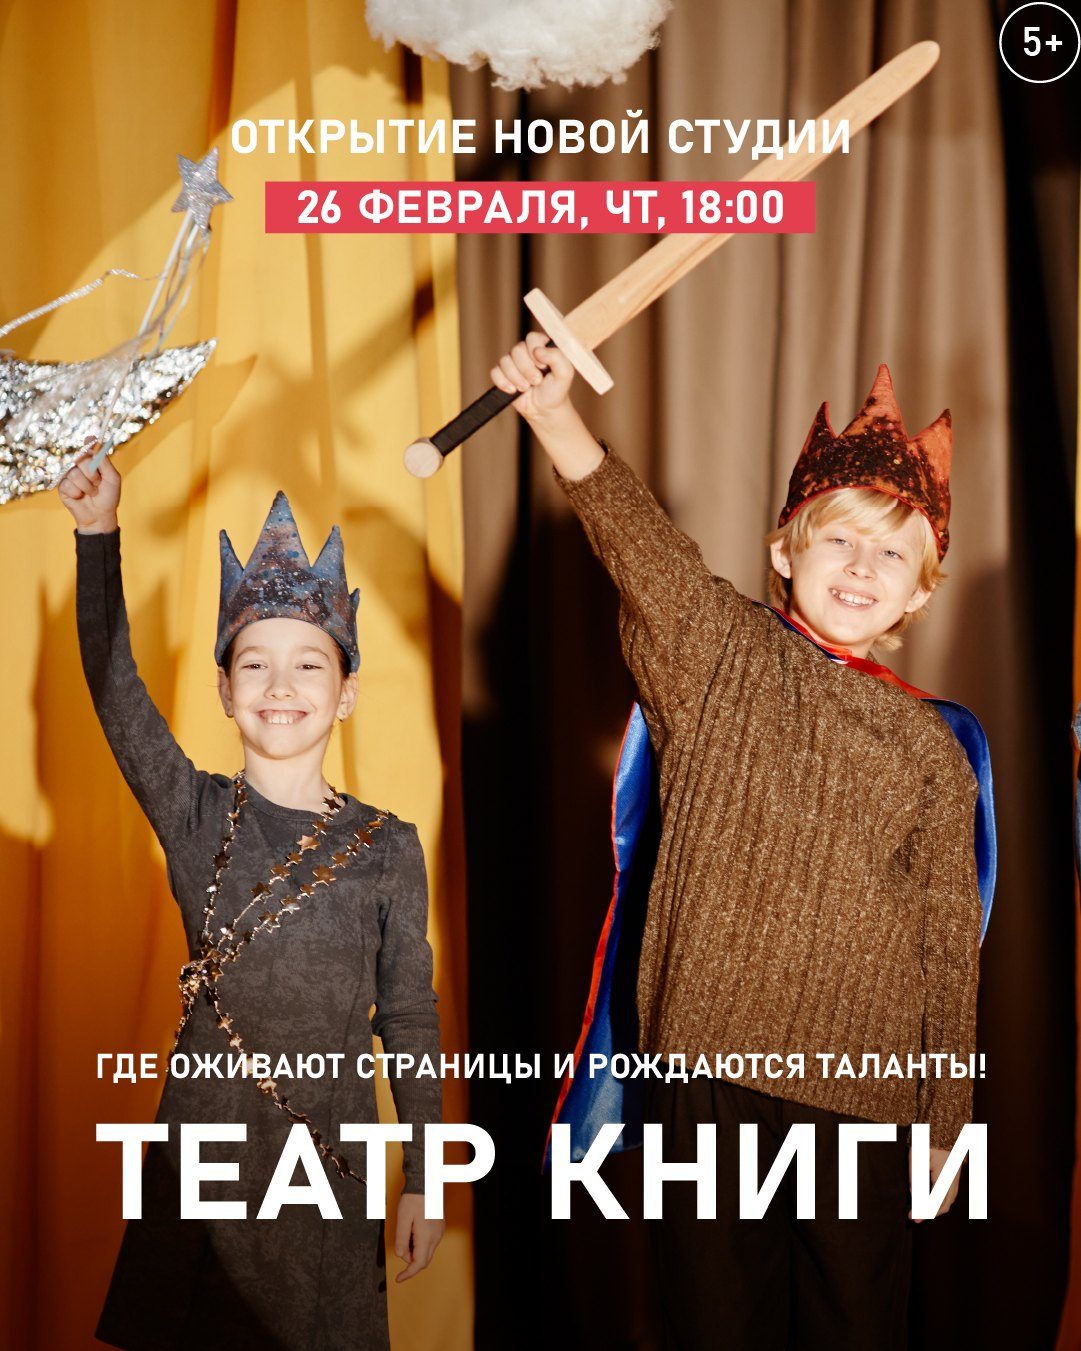 5+
ОТКРЫТИЕ НОВОЙ СТУДИИ
26 ФЕВРАЛЯ, ЧТ, 18:00
ГДЕ ОЖИВАЮТ СТРАНИЦЫ И РОЖДАЮТСЯ ТАЛАНТЫ!
ТЕАТР КНИГИ